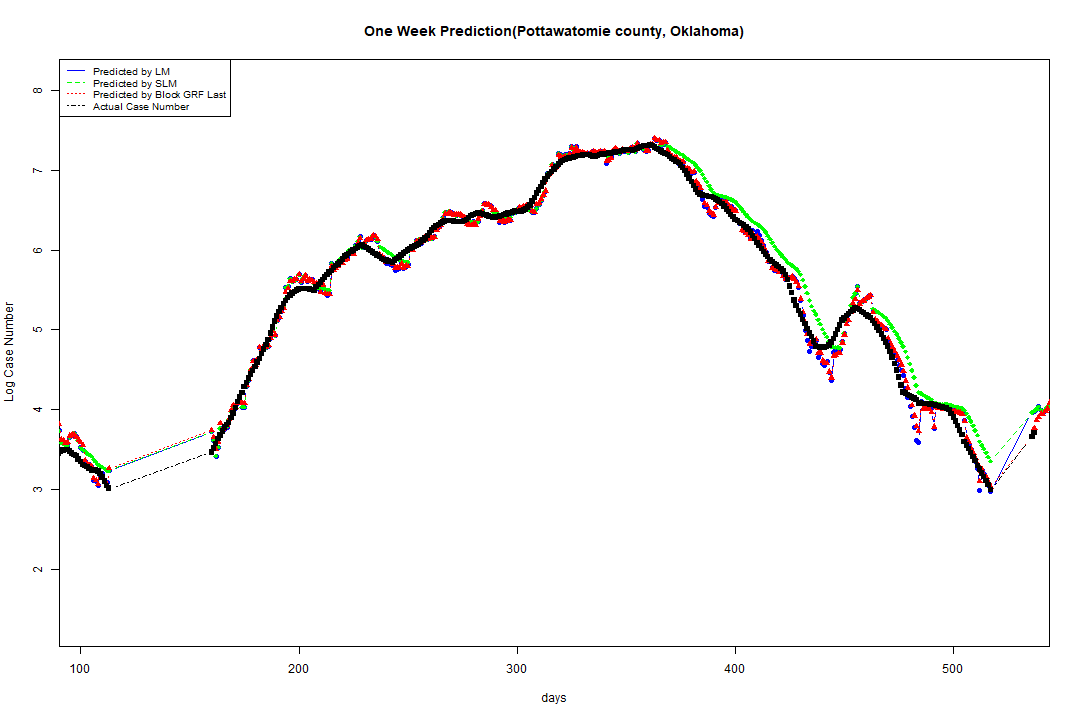 One Week Prediction(Pottawatomie county, Oklahoma)
Predicted by LM
Predicted by SLM
Predicted by Block GRF Last
Actual Case Number
8
7
6
5
4
3
2
Log Case Number
100 200 300 400 500
days